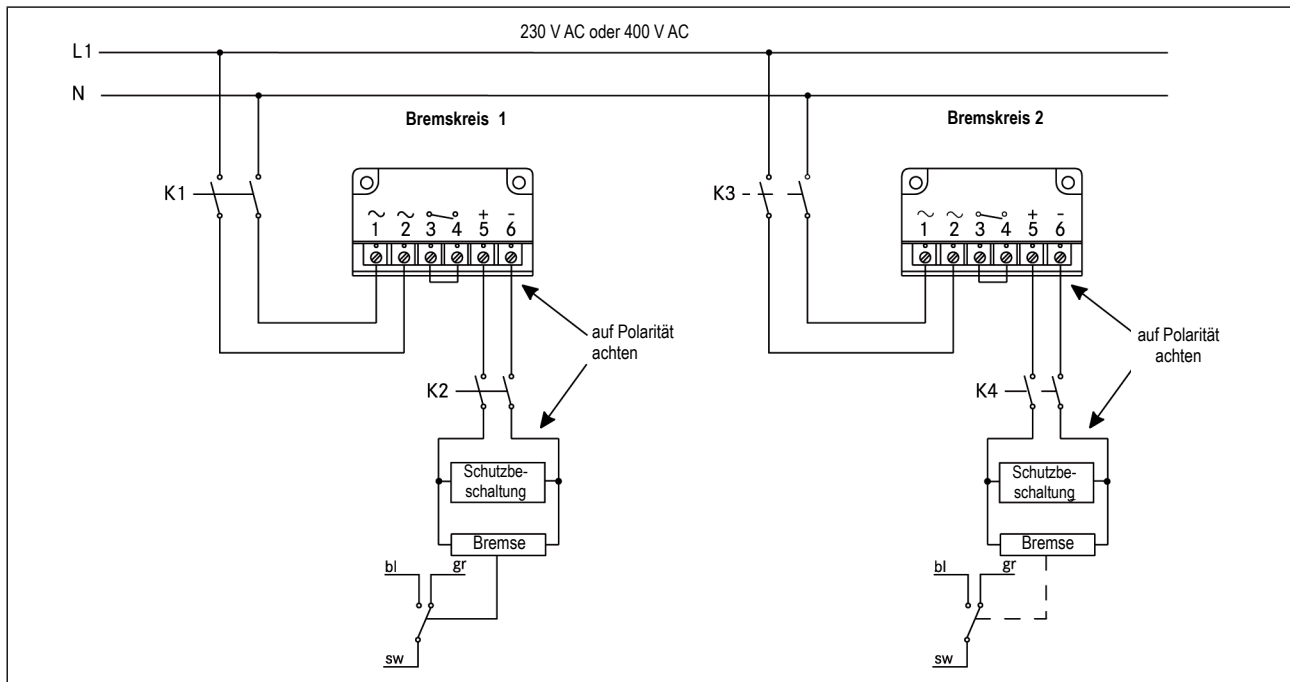 230 V AC oder 400 V AC
L1
N
Bremskreis 1
Bremskreis 2
K1
K3
+ -
1 2 3 4 5 6
+ -
1 2 3 4 5 6
auf Polarität
achten
auf Polarität
achten
K2
K4
Schutzbe-
schaltung
Schutzbe-
schaltung
Bremse
Bremse
bl
gr
bl
gr
sw
sw